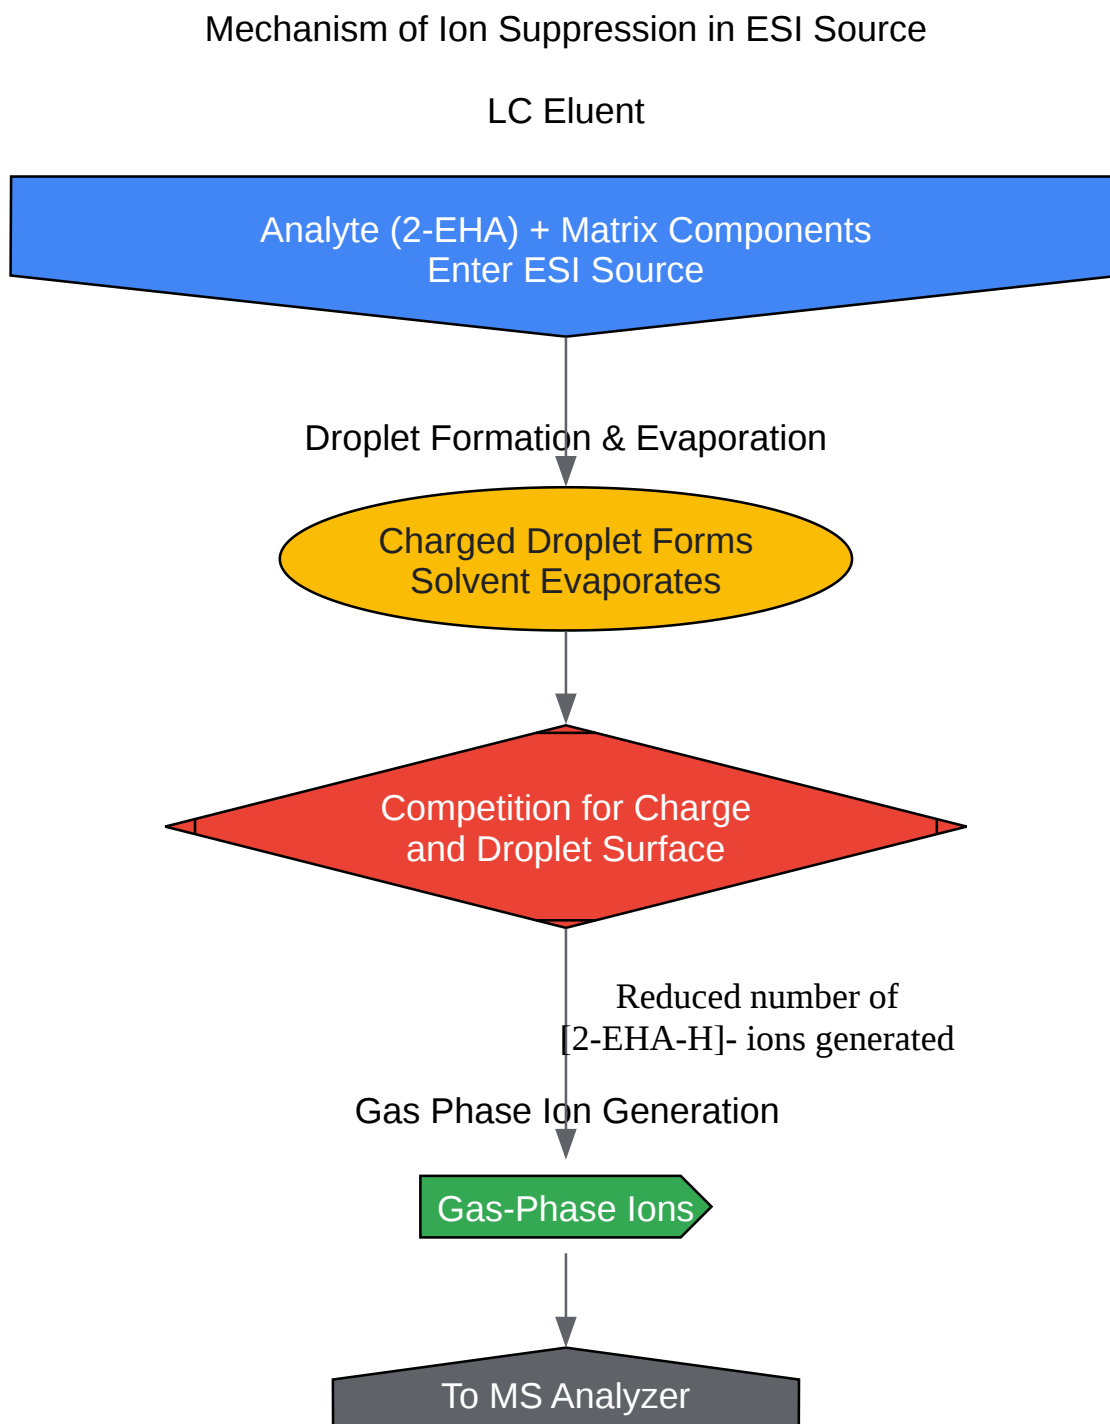 Mechanism of Ion Suppression in ESI Source
LC Eluent
Analyte (2-EHA) + Matrix Components
Enter ESI Source
Droplet Formation & Evaporation
Charged Droplet Forms
Solvent Evaporates
Competition for Charge
and Droplet Surface
Reduced number of
[2-EHA-H]- ions generated
Gas Phase Ion Generation
Gas-Phase Ions
To MS Analyzer